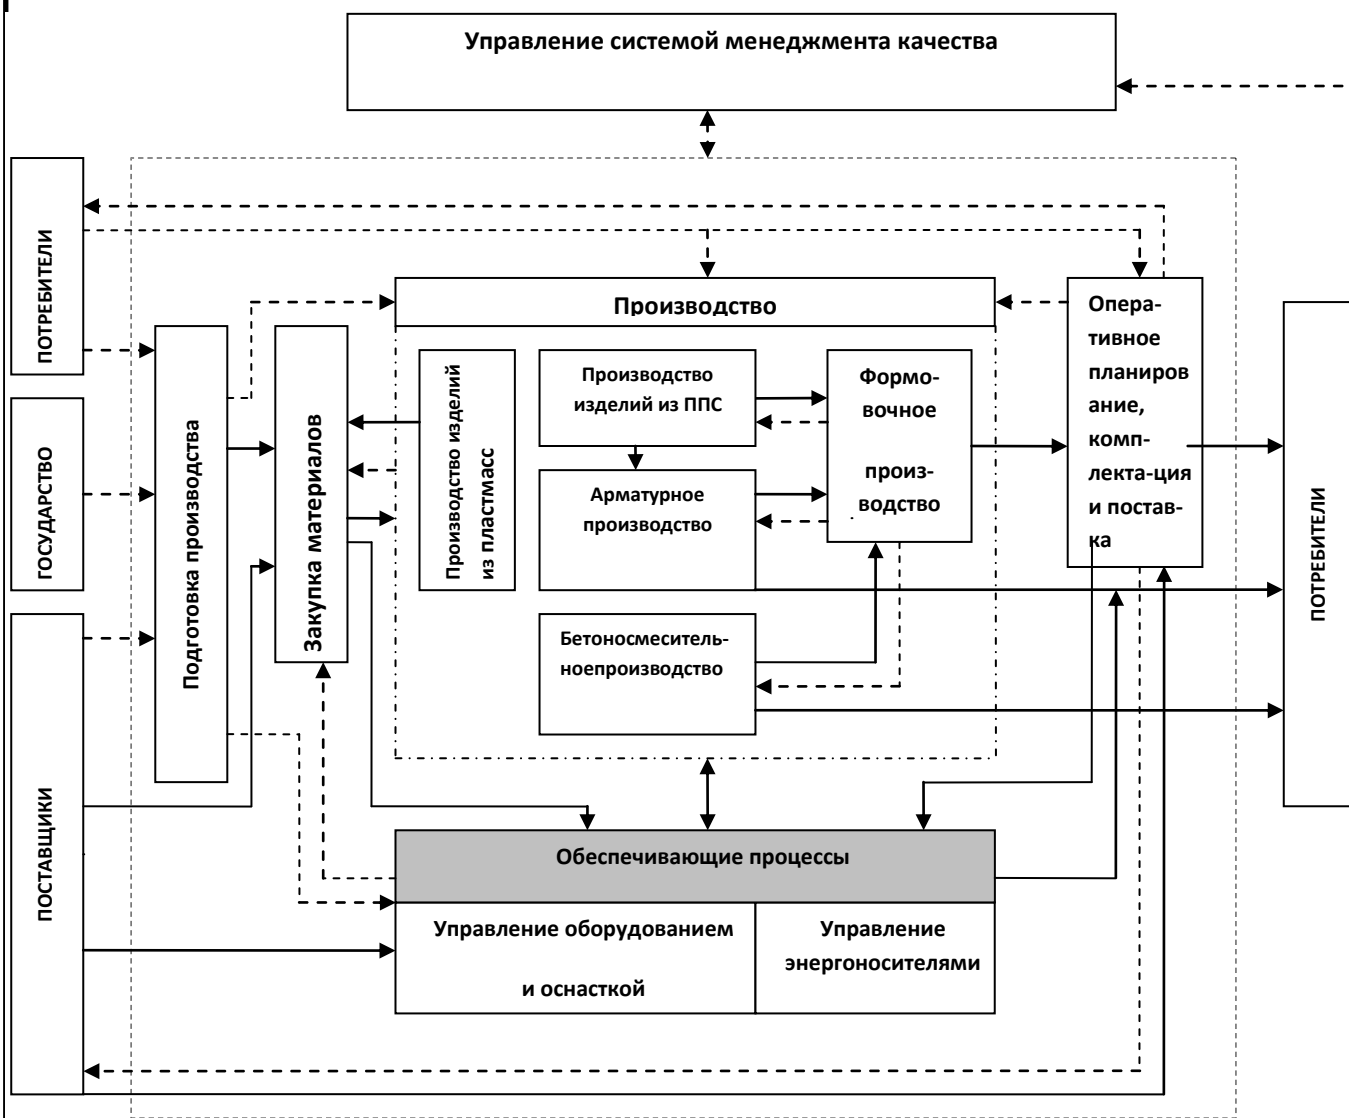 Управление системой менеджмента качества
ПОТРЕБИТЕЛИ
ГОСУДАРСТВО
ПОСТАВЩИКИ
Подготовка производства
Закупка материалов
Производство
Производство изделий
из пластмасс
Производство
изделий из ППС
Арматурное
производство
Бетоносмеситель-
ноепроизводство
Формо-
вочное
произ-
водство
Опера-
тивное
планиров
ание,
комп-
лекта-ция
и постав-
ка
ПОТРЕБИТЕЛИ
Обеспечивающие процессы
Управление оборудованием
и оснасткой
Управление
энергоносителями